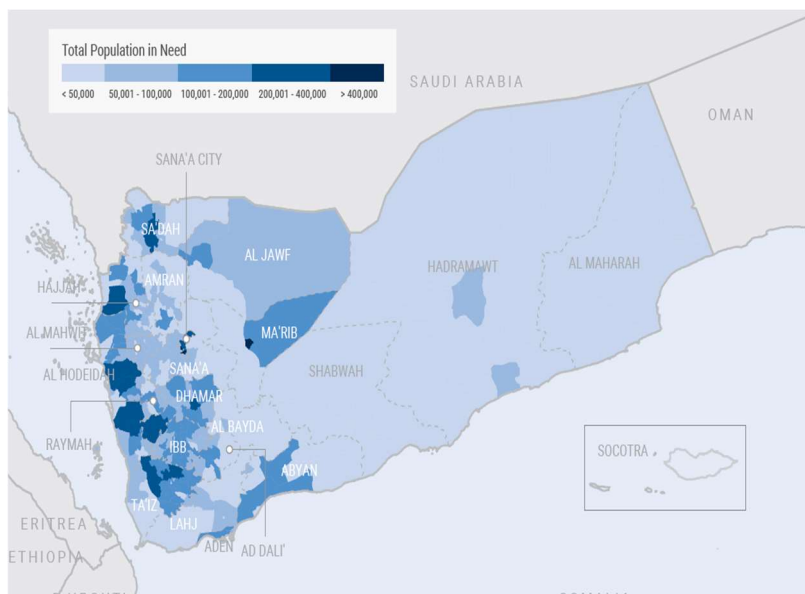 Total Population in Need
< 50,000 50,001 - 100,000 100,001 - 200,000 200,001 - 400,000 > 400,000
SAUDI ARABIA
OMAN
SANA'A CITY
SA'DAH
AL JAWF
HADRAMAWT
AL MAHARAH
AMRAN
HAJJAH
MA'RIB
AL MAHWIT
SANA'A
SHABWAH
AL HODEIDAH
DHAMAR
AL BAYDA
RAYMAH
IBB
SOCOTRA
ABYAN
TA'IZ
LAHJ
ERITREA
ADEN
AD DALI'
ETHIOPIA